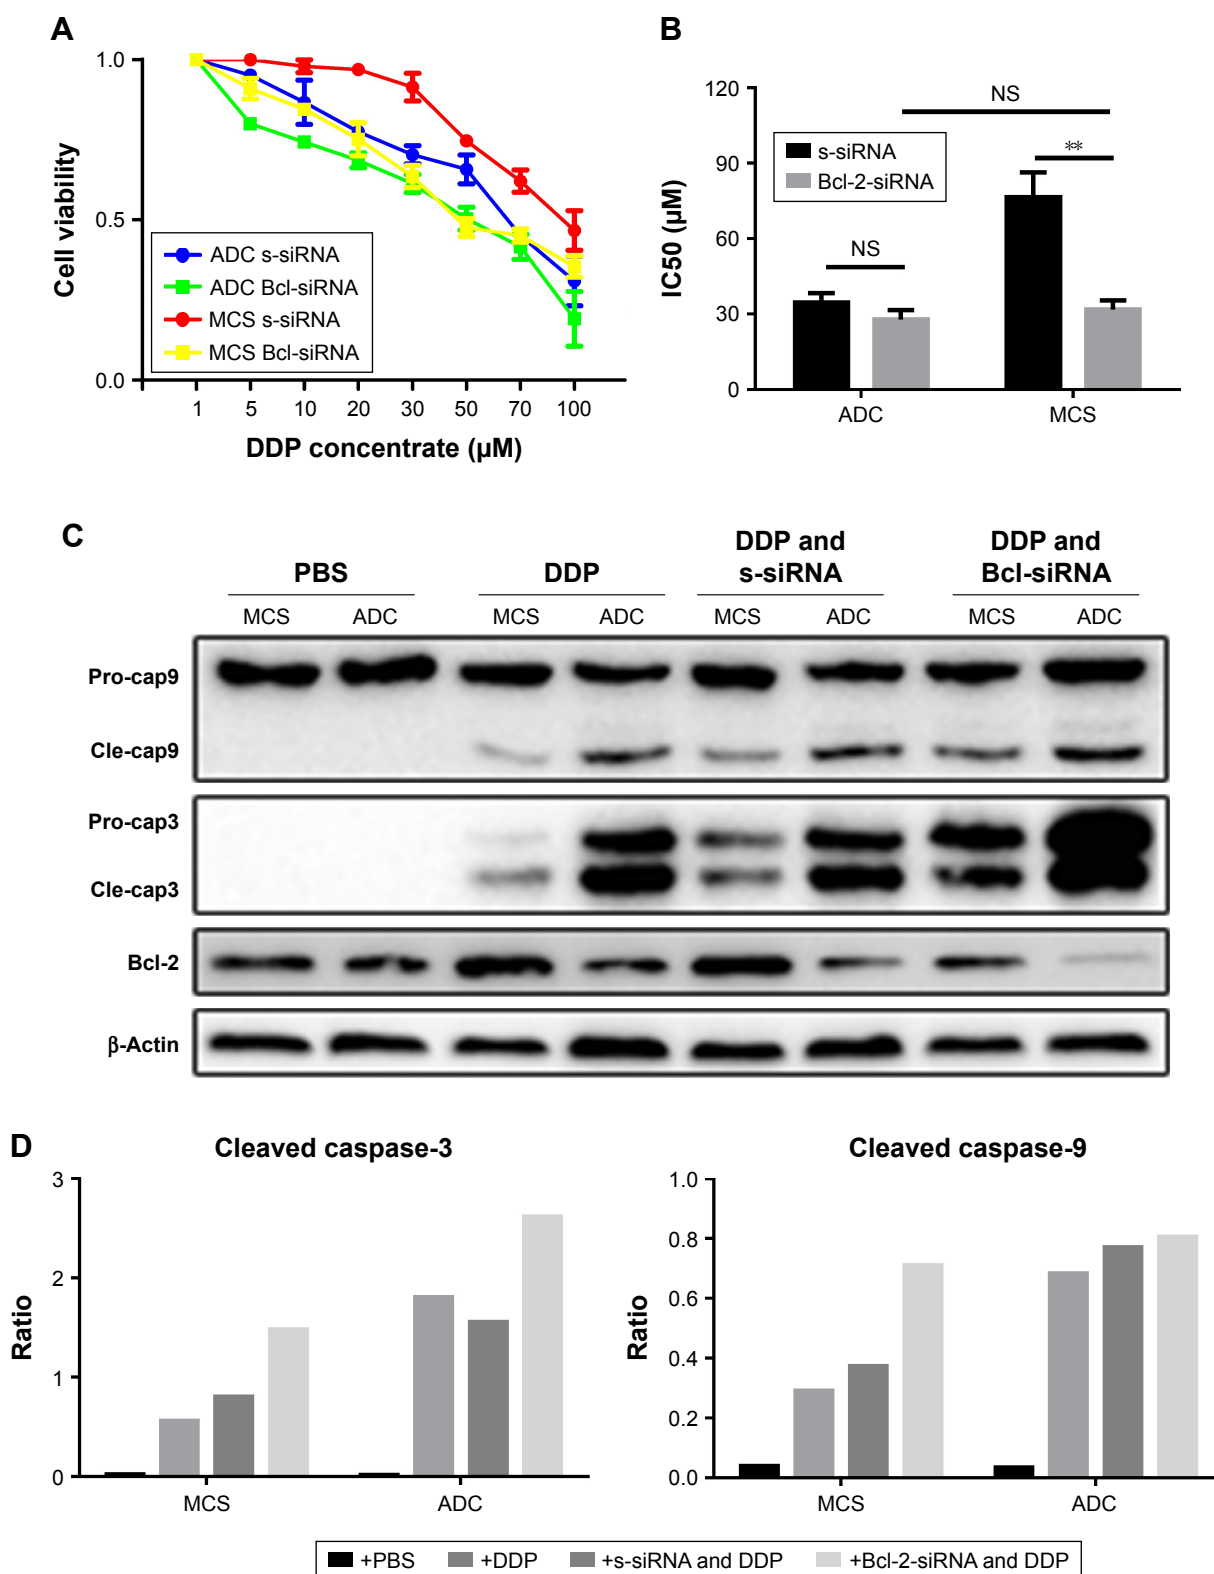 A
1.0
0.5
0.0
Cell viability
ADC s-siRNA
ADC Bcl-siRNA
MCS s-siRNA
MCS Bcl-siRNA
1 5 10 20 30 50 70 100
DDP concentrate (µM)
B
120
90
60
30
0
IC50 (µM)
s-siRNA
Bcl-2-siRNA
NS
NS
**
ADC MCS
C
PBS DDP DDP and s-siRNA DDP and Bcl-siRNA
MCS ADC MCS ADC MCS ADC MCS ADC
Pro-cap9
Cle-cap9
Pro-cap3
Cle-cap3
Bcl-2
β-Actin
D
Cleaved caspase-3
3
2
1
0
Ratio
MCS ADC
Cleaved caspase-9
1.0
0.8
0.6
0.4
0.2
0.0
Ratio
MCS ADC
+PBS +DDP +s-siRNA and DDP +Bcl-2-siRNA and DDP